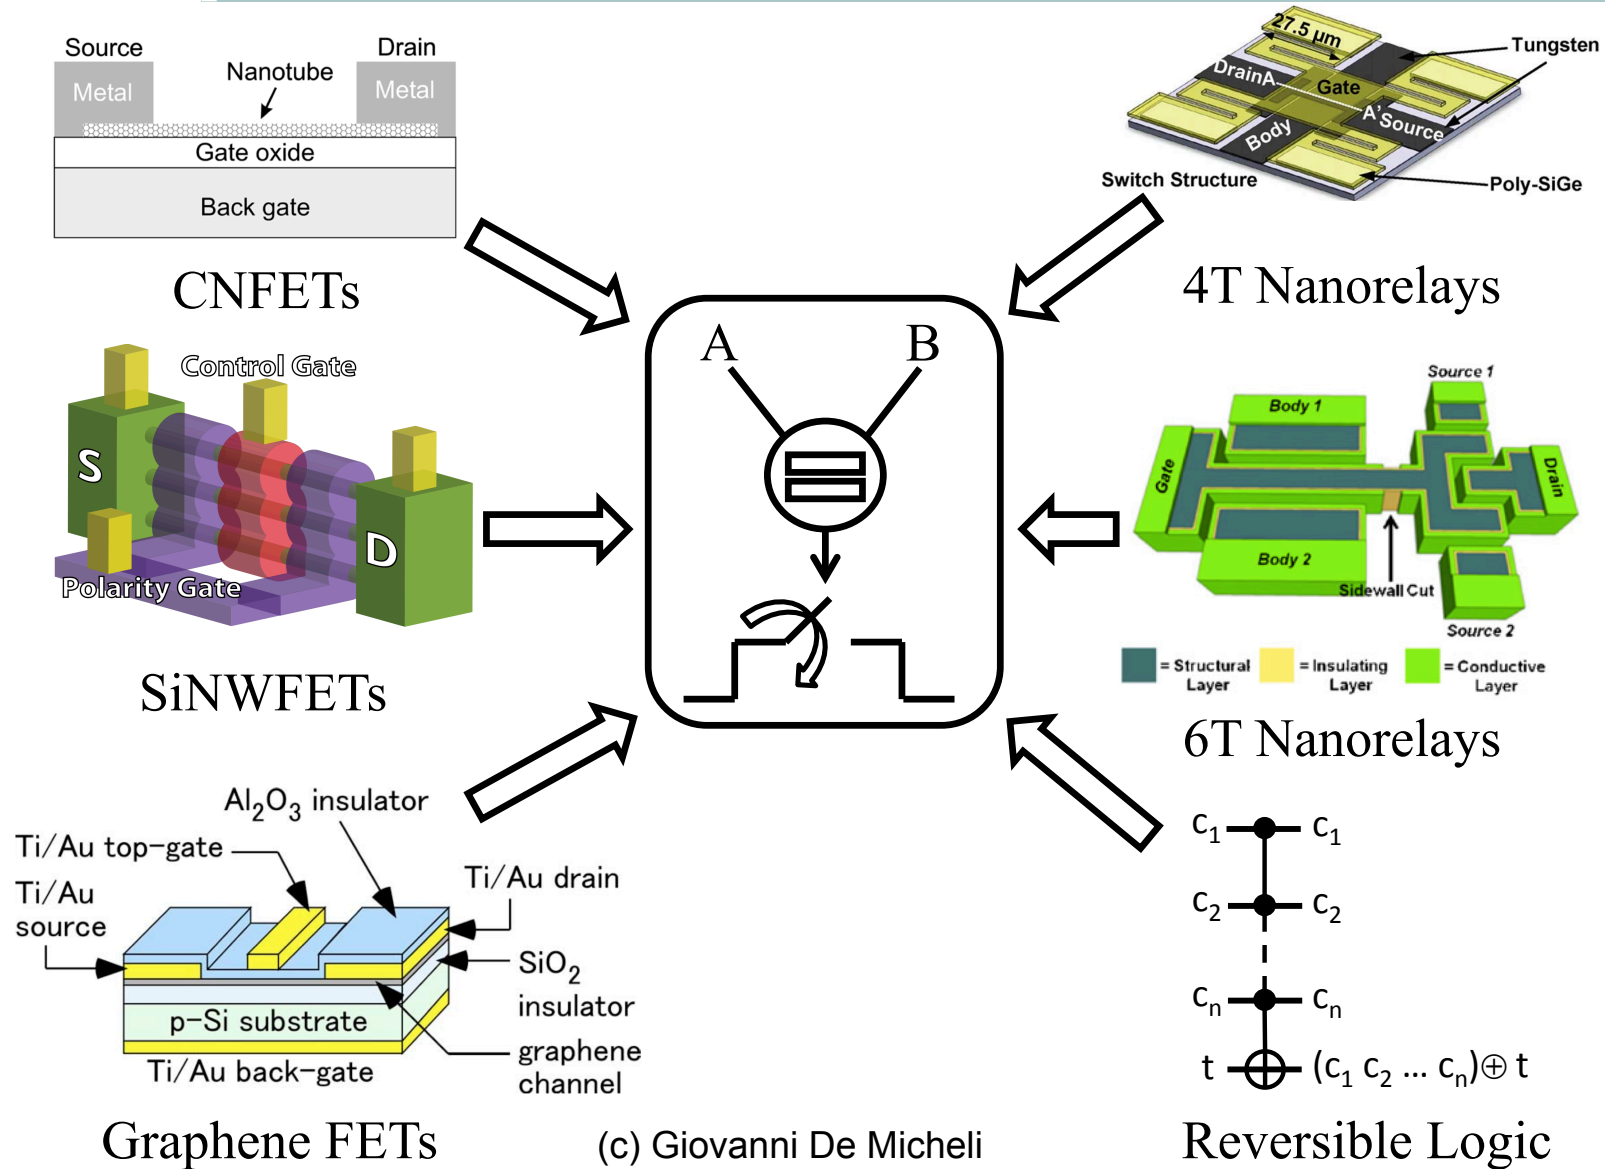 Source
Drain
Nanotube
Metal
Metal
Gate oxide
Back gate
CNFETs
27.5 µm
Tungsten
DrainA
Gate
A'Source
Body
Switch Structure
Poly-SiGe
4T Nanorelays
Control Gate
S
D
Polarity Gate
SiNWFETs
A
B
Source 1
Body 1
Gate
Drain
Body 2
Sidewall Cut
Source 2
= Structural
Layer
= Insulating
Layer
= Conductive
Layer
6T Nanorelays
Al₂O₃ insulator
Ti/Au top-gate
Ti/Au
source
Ti/Au drain
SiO₂
insulator
p-Si substrate
graphene
channel
Ti/Au back-gate
Graphene FETs
c₁ c₁
c₂ c₂
cₙ cₙ
t (c₁ c₂ ... cₙ)⊕ t
Reversible Logic
(c) Giovanni De Micheli